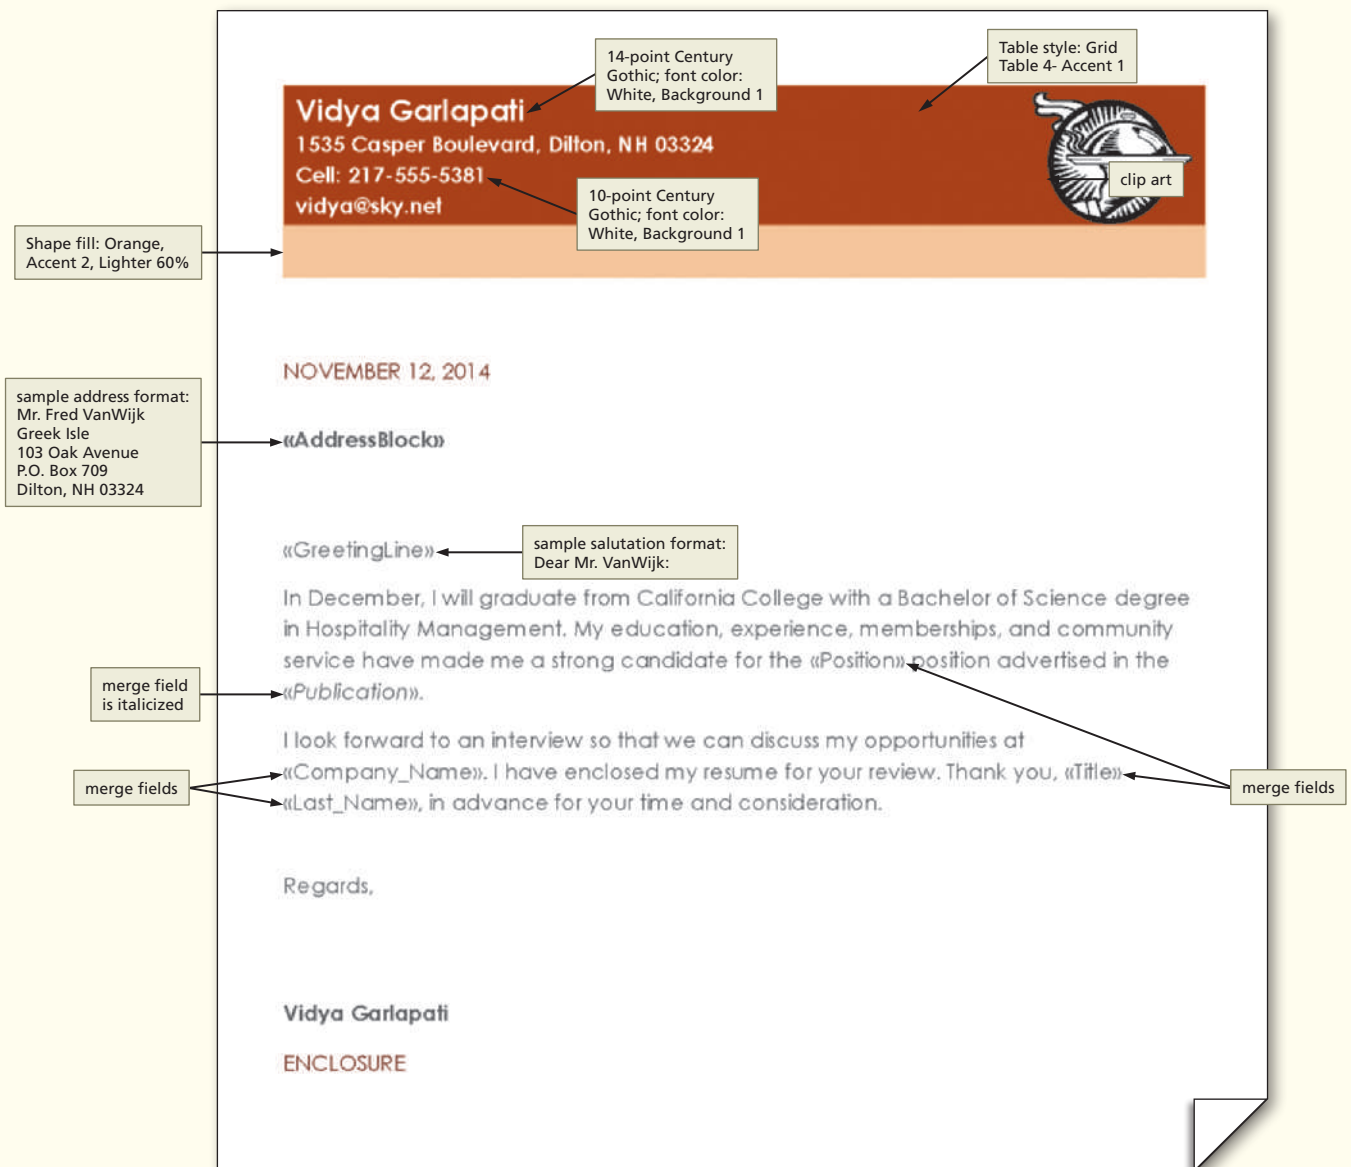 14-point Century
Gothic; font color:
White, Background 1
Table style: Grid
Table 4- Accent 1
Vidya Garlapati
1535 Casper Boulevard, Dilton, NH 03324
Cell: 217-555-5381
vidya@sky.net
10-point Century
Gothic; font color:
White, Background 1
clip art
Shape fill: Orange,
Accent 2, Lighter 60%
NOVEMBER 12, 2014
sample address format:
Mr. Fred VanWijk
Greek Isle
103 Oak Avenue
P.O. Box 709
Dilton, NH 03324
«AddressBlock»
«GreetingLine»
sample salutation format:
Dear Mr. VanWijk:
In December, I will graduate from California College with a Bachelor of Science degree
in Hospitality Management. My education, experience, memberships, and community
service have made me a strong candidate for the «Position» position advertised in the
«Publication».
merge field
is italicized
I look forward to an interview so that we can discuss my opportunities at
«Company_Name». I have enclosed my resume for your review. Thank you, «Title»
«Last_Name», in advance for your time and consideration.
merge fields
merge fields
Regards,
Vidya Garlapati
ENCLOSURE